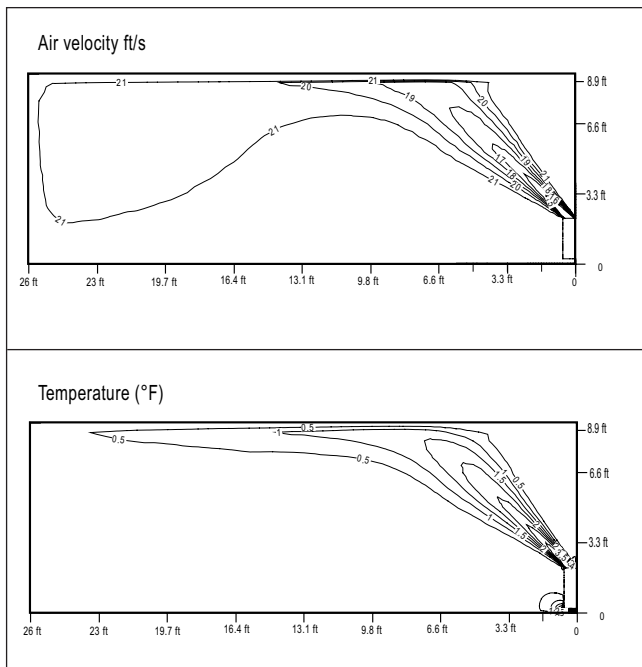 Air velocity ft/s
21
21
20
19
20
8.9 ft
6.6 ft
21
17
19
18
21
21
20
3.3 ft
21
0
26 ft
23
19.7 ft
16.4 ft
13.1 ft
9.8 ft
6.6 ft
3.3 ft
0
Temperature (°F)
0.5
0.5
1
0.5
8.9 ft
1
0.5
1.5
6.6 ft
1
1.5
2
3.3 ft
0
26 ft
23 ft
19.7 ft
16.4 ft
13.1 ft
9.8 ft
6.6 ft
3.3 ft
0